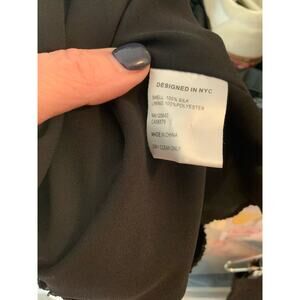 DESIGNED IN NYC
SHELL: 100% SILK
LINING: 100% POLYESTER
MADE IN CHINA
DRY CLEAN ONLY